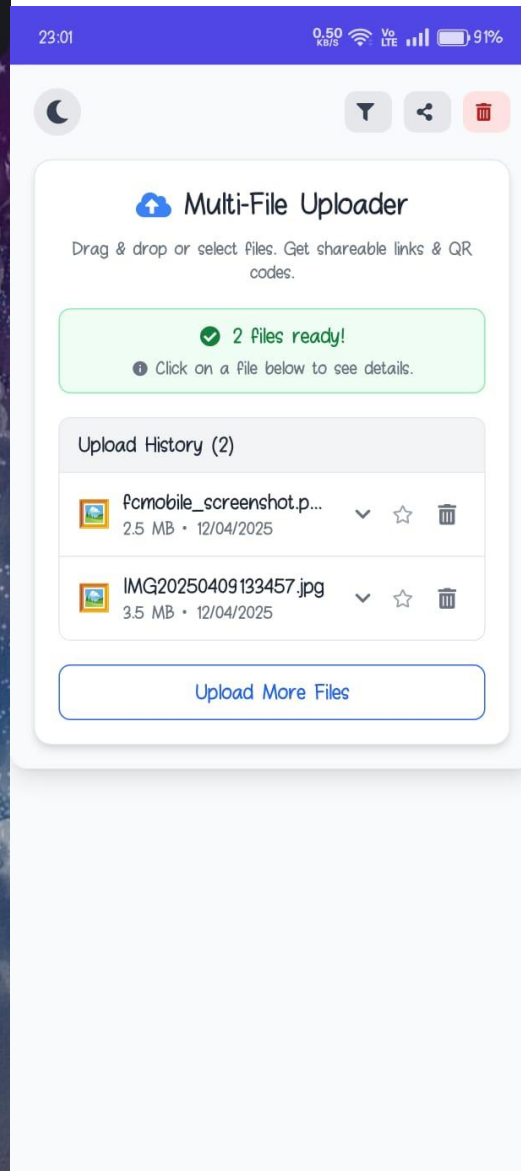 23:01
0.50 KB/S Vo LTE 91%
Multi-File Uploader
Drag & drop or select files. Get shareable links & QR
codes.
2 files ready!
Click on a file below to see details.
Upload History (2)
fcmobile_screenshot.p...
2.5 MB • 12/04/2025
IMG20250409133457.jpg
3.5 MB • 12/04/2025
Upload More Files